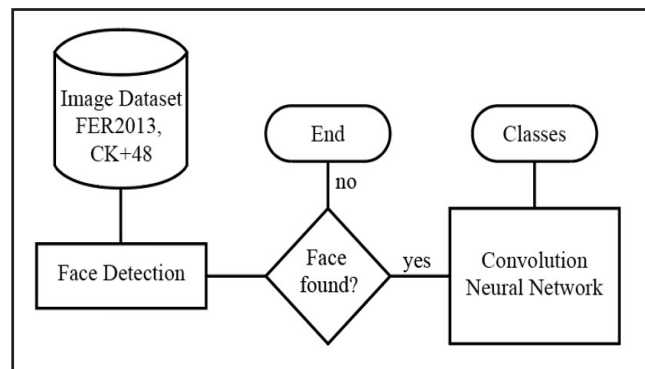 Image Dataset
FER2013,
CK+48
End
Classes
no
Face Detection
Face
found?
yes
Convolution
Neural Network